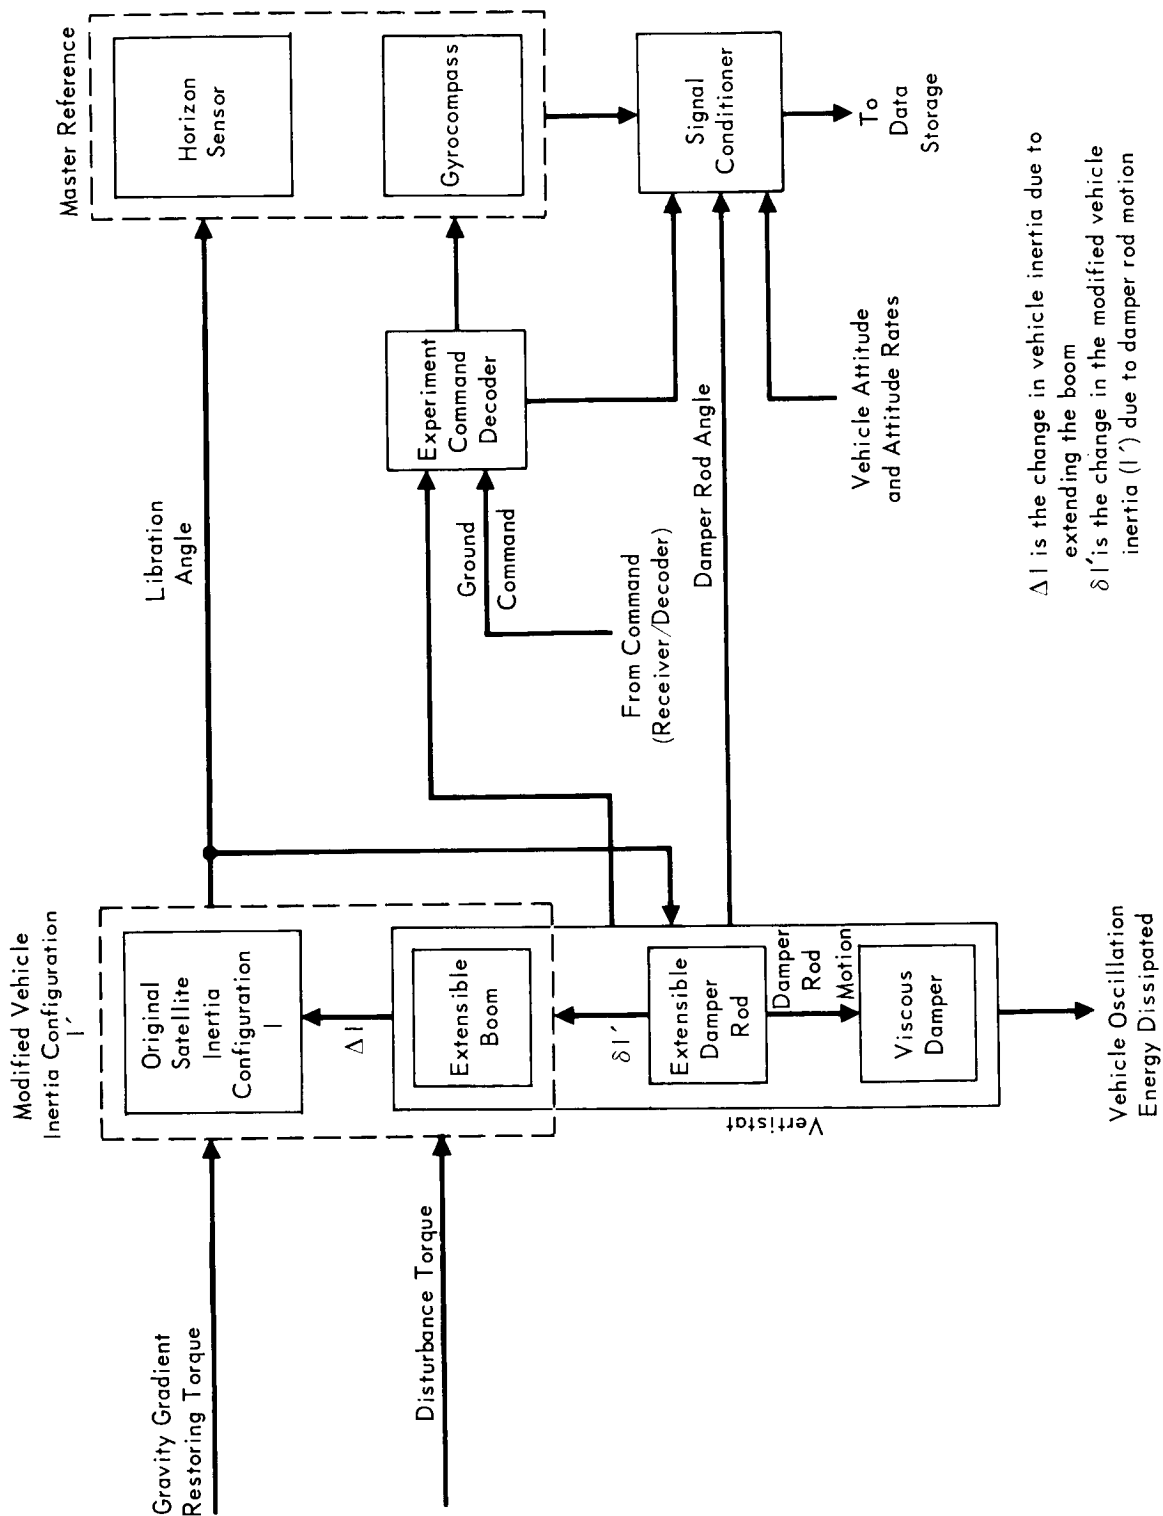 Gravity Gradient
Restoring Torque
Disturbance Torque
Modified Vehicle
Inertia Configuration
I′
Original
Satellite
Inertia
Configuration
I
ΔI
Extensible
Boom
δI′
Extensible
Damper
Rod
Damper
Rod
Motion
Viscous
Damper
Vertistat
Vehicle Oscillation
Energy Dissipated
Libration
Angle
Ground
Command
From Command
(Receiver/Decoder)
Experiment
Command
Decoder
Damper Rod Angle
Vehicle Attitude
and Attitude Rates
Master Reference
Horizon
Sensor
Gyrocompass
Signal
Conditioner
To
Data
Storage
ΔI is the change in vehicle inertia due to
extending the boom
δI′ is the change in the modified vehicle
inertia (I′) due to damper rod motion